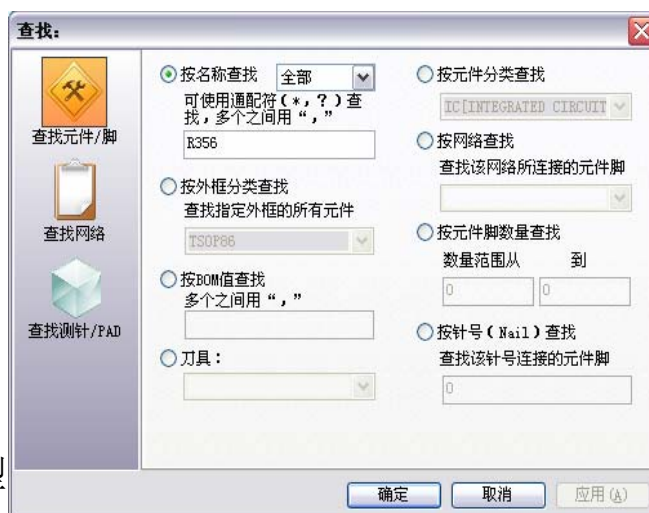 查找：
查找元件/脚
查找网络
查找测针/PAD
按名称查找 全部
可使用通配符(*,?)查
找，多个之间用“，”
R356
按外框分类查找
查找指定外框的所有元件
TSOP86
按BOM值查找
多个之间用“，”
刀具：
按元件分类查找
IC[INTEGRATED CIRCUIT
按网络查找
查找该网络所连接的元件脚
按元件脚数量查找
数量范围从 到
0 0
按针号(Nail)查找
查找该针号连接的元件脚
0
确定 取消 应用(A)